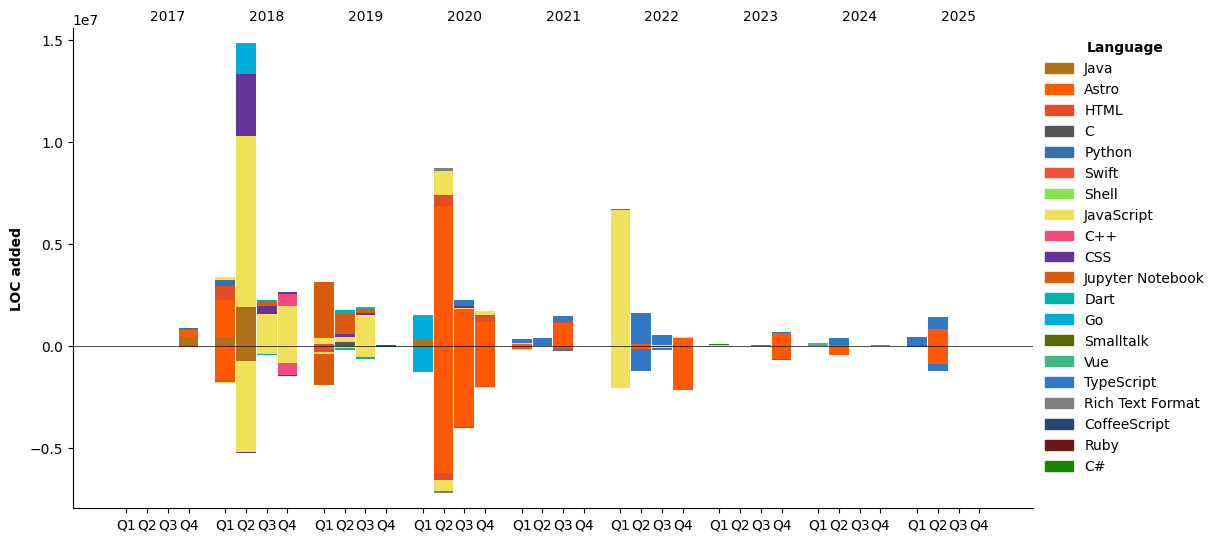 1e7
2017 2018 2019 2020 2021 2022 2023 2024 2025
1.5
1.0
0.5
0.0
−0.5
LOC added
Q1 Q2 Q3 Q4 Q1 Q2 Q3 Q4 Q1 Q2 Q3 Q4 Q1 Q2 Q3 Q4 Q1 Q2 Q3 Q4 Q1 Q2 Q3 Q4 Q1 Q2 Q3 Q4 Q1 Q2 Q3 Q4 Q1 Q2 Q3 Q4
Language
Java
Astro
HTML
C
Python
Swift
Shell
JavaScript
C++
CSS
Jupyter Notebook
Dart
Go
Smalltalk
Vue
TypeScript
Rich Text Format
CoffeeScript
Ruby
C#